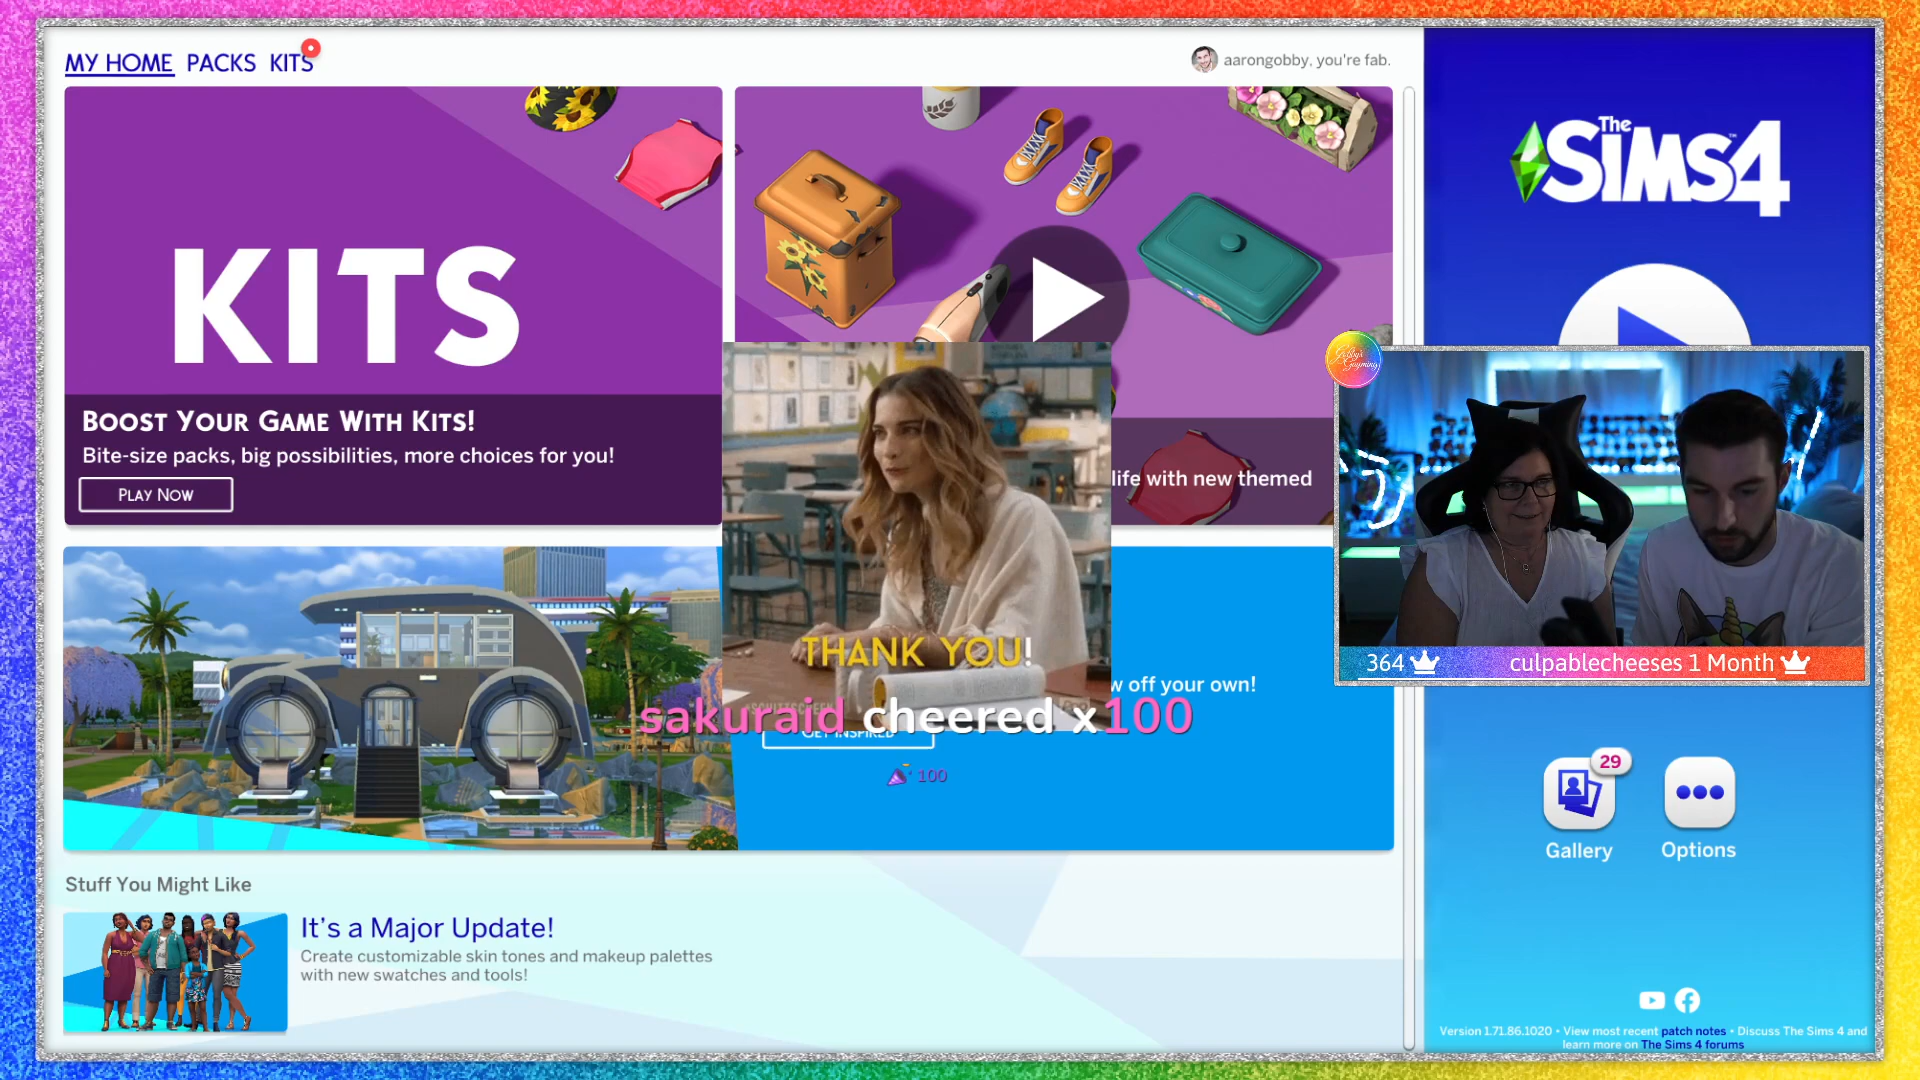 MY HOME PACKS KITS
aarongobby, you're fab.
KITS
BOOST YOUR GAME WITH KITS!
Bite-size packs, big possibilities, more choices for you!
PLAY NOW
life with new themed
The SIMS 4
Gobby's Gayming
364 culpablecheeses 1 Month
THANK YOU!
w off your own!
sakuraid cheered x100
GET INSPIRED
100
29
Gallery
Options
Stuff You Might Like
It's a Major Update!
Create customizable skin tones and makeup palettes
with new swatches and tools!
Version 1.71.86.1020 • View most recent patch notes • Discuss The Sims 4 and
learn more on The Sims 4 forums